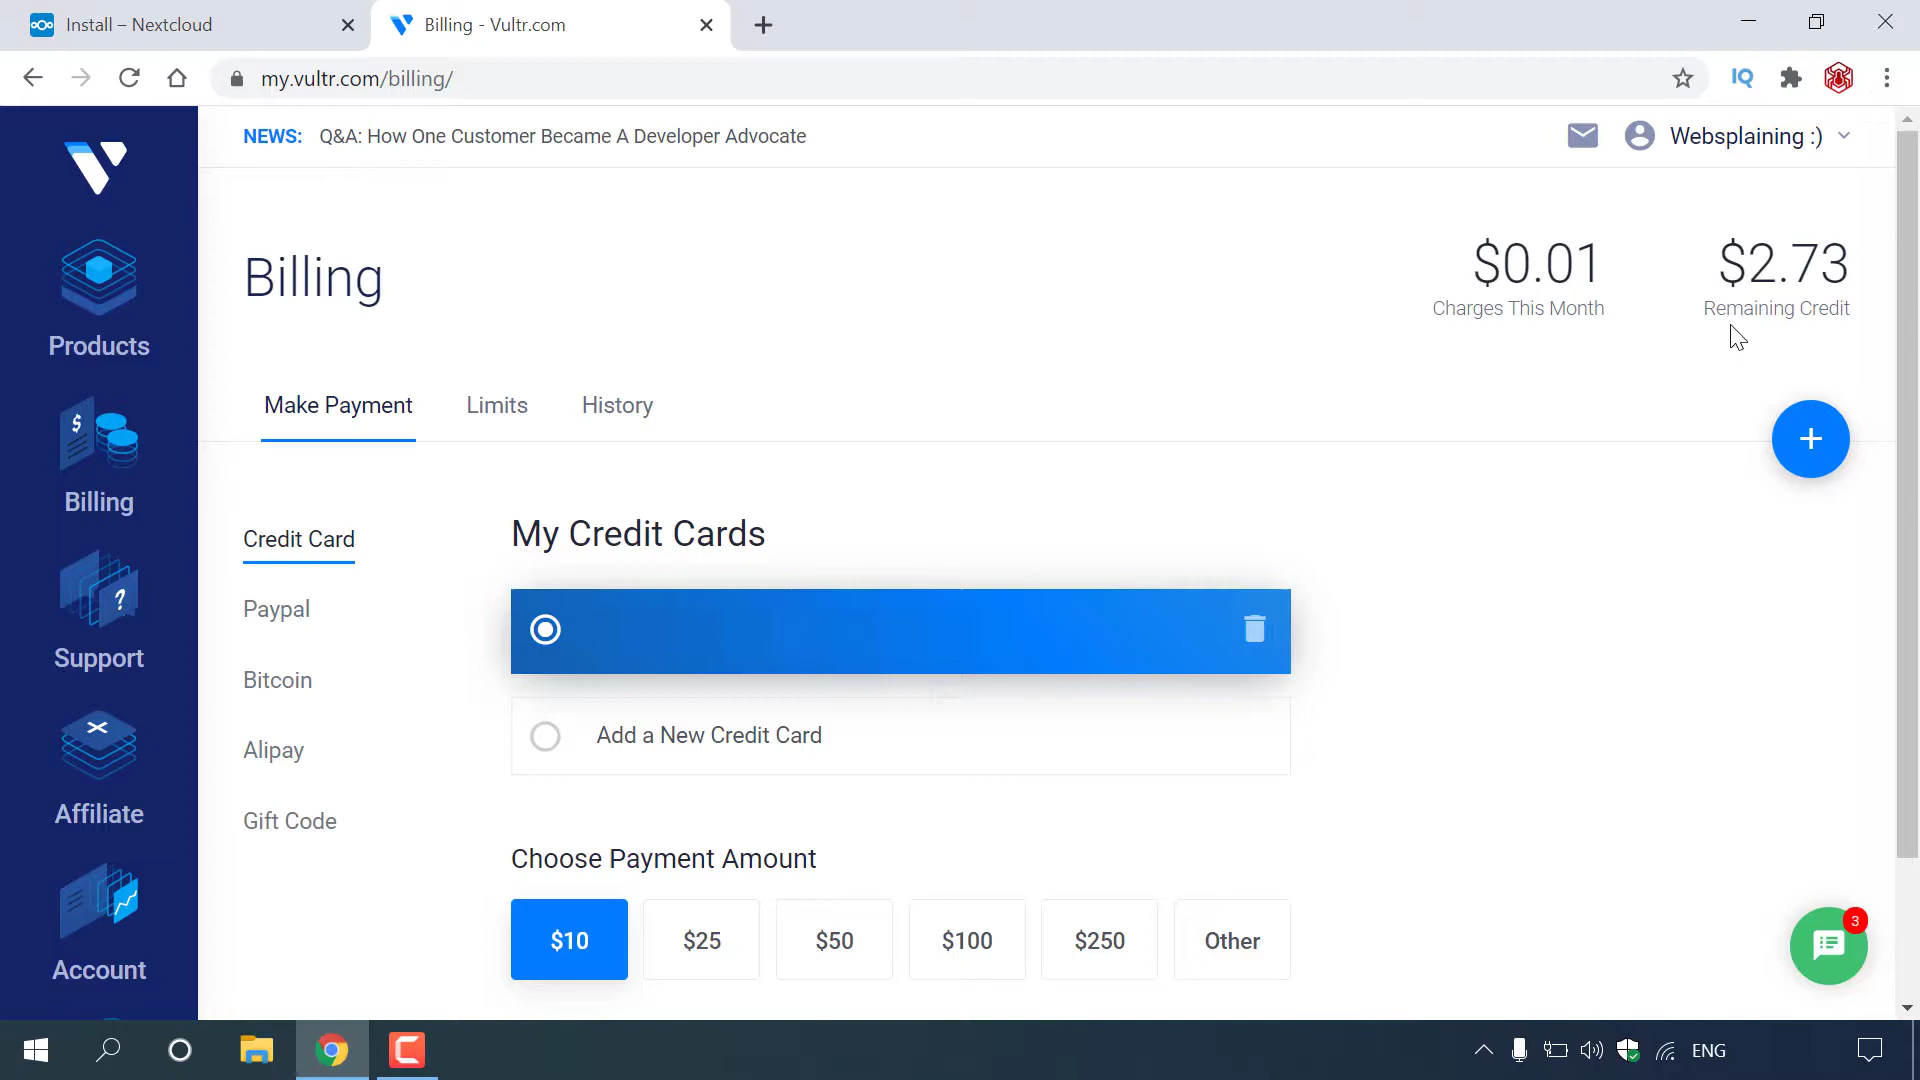 Install – Nextcloud
Billing - Vultr.com
my.vultr.com/billing/
IQ
NEWS: Q&A: How One Customer Became A Developer Advocate
Websplaining :)
Billing
$0.01
Charges This Month
$2.73
Remaining Credit
Products
Billing
Support
Affiliate
Account
Make Payment
Limits
History
+
Credit Card
Paypal
Bitcoin
Alipay
Gift Code
My Credit Cards
Add a New Credit Card
Choose Payment Amount
$10
$25
$50
$100
$250
Other
3
ENG